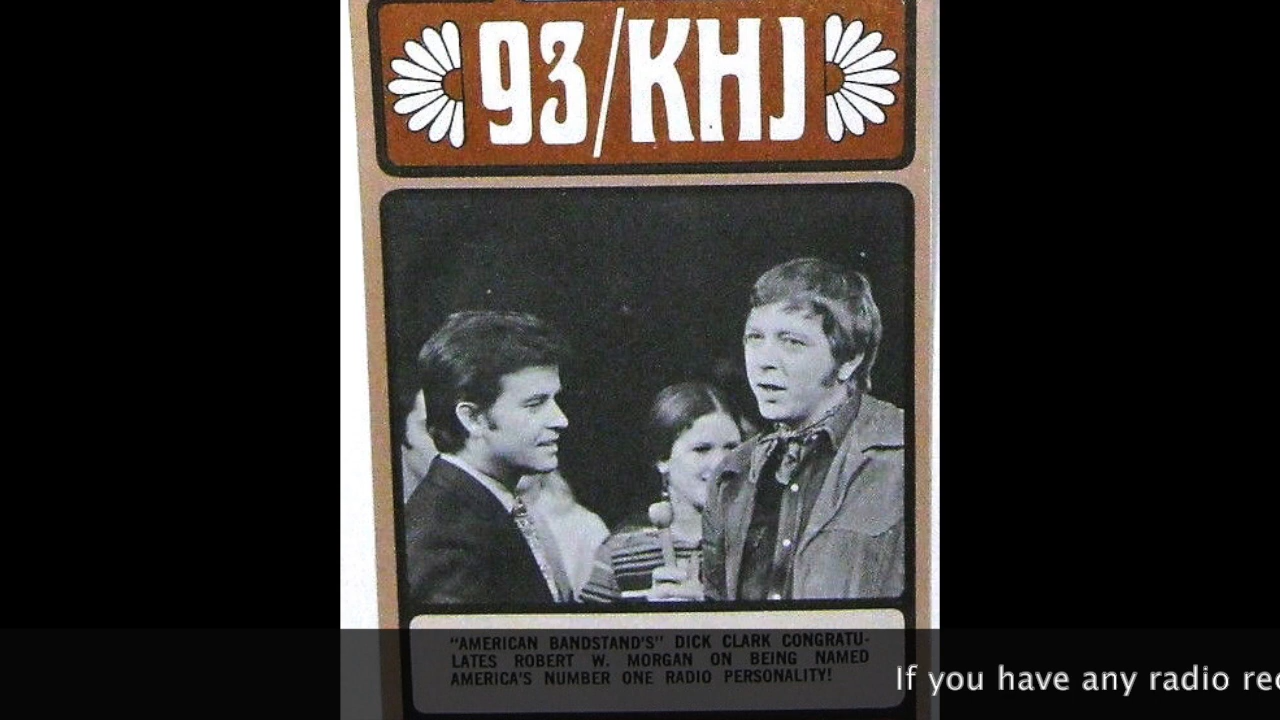 93/KHJ
"AMERICAN BANDSTAND'S" DICK CLARK CONGRATU-
LATES ROBERT W. MORGAN ON BEING NAMED
AMERICA'S NUMBER ONE RADIO PERSONALITY!
If you have any radio